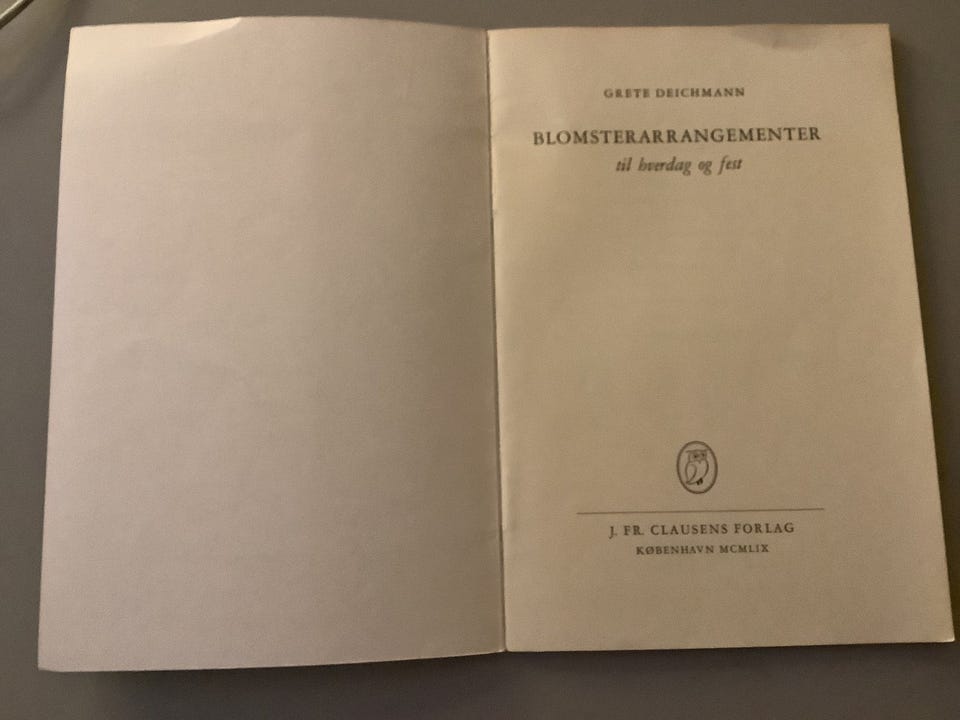 GRETE DEICHMANN
BLOMSTERARRANGEMENTER
til hverdag og fest
J. FR. CLAUSENS FORLAG
KØBENHAVN MCMLIX